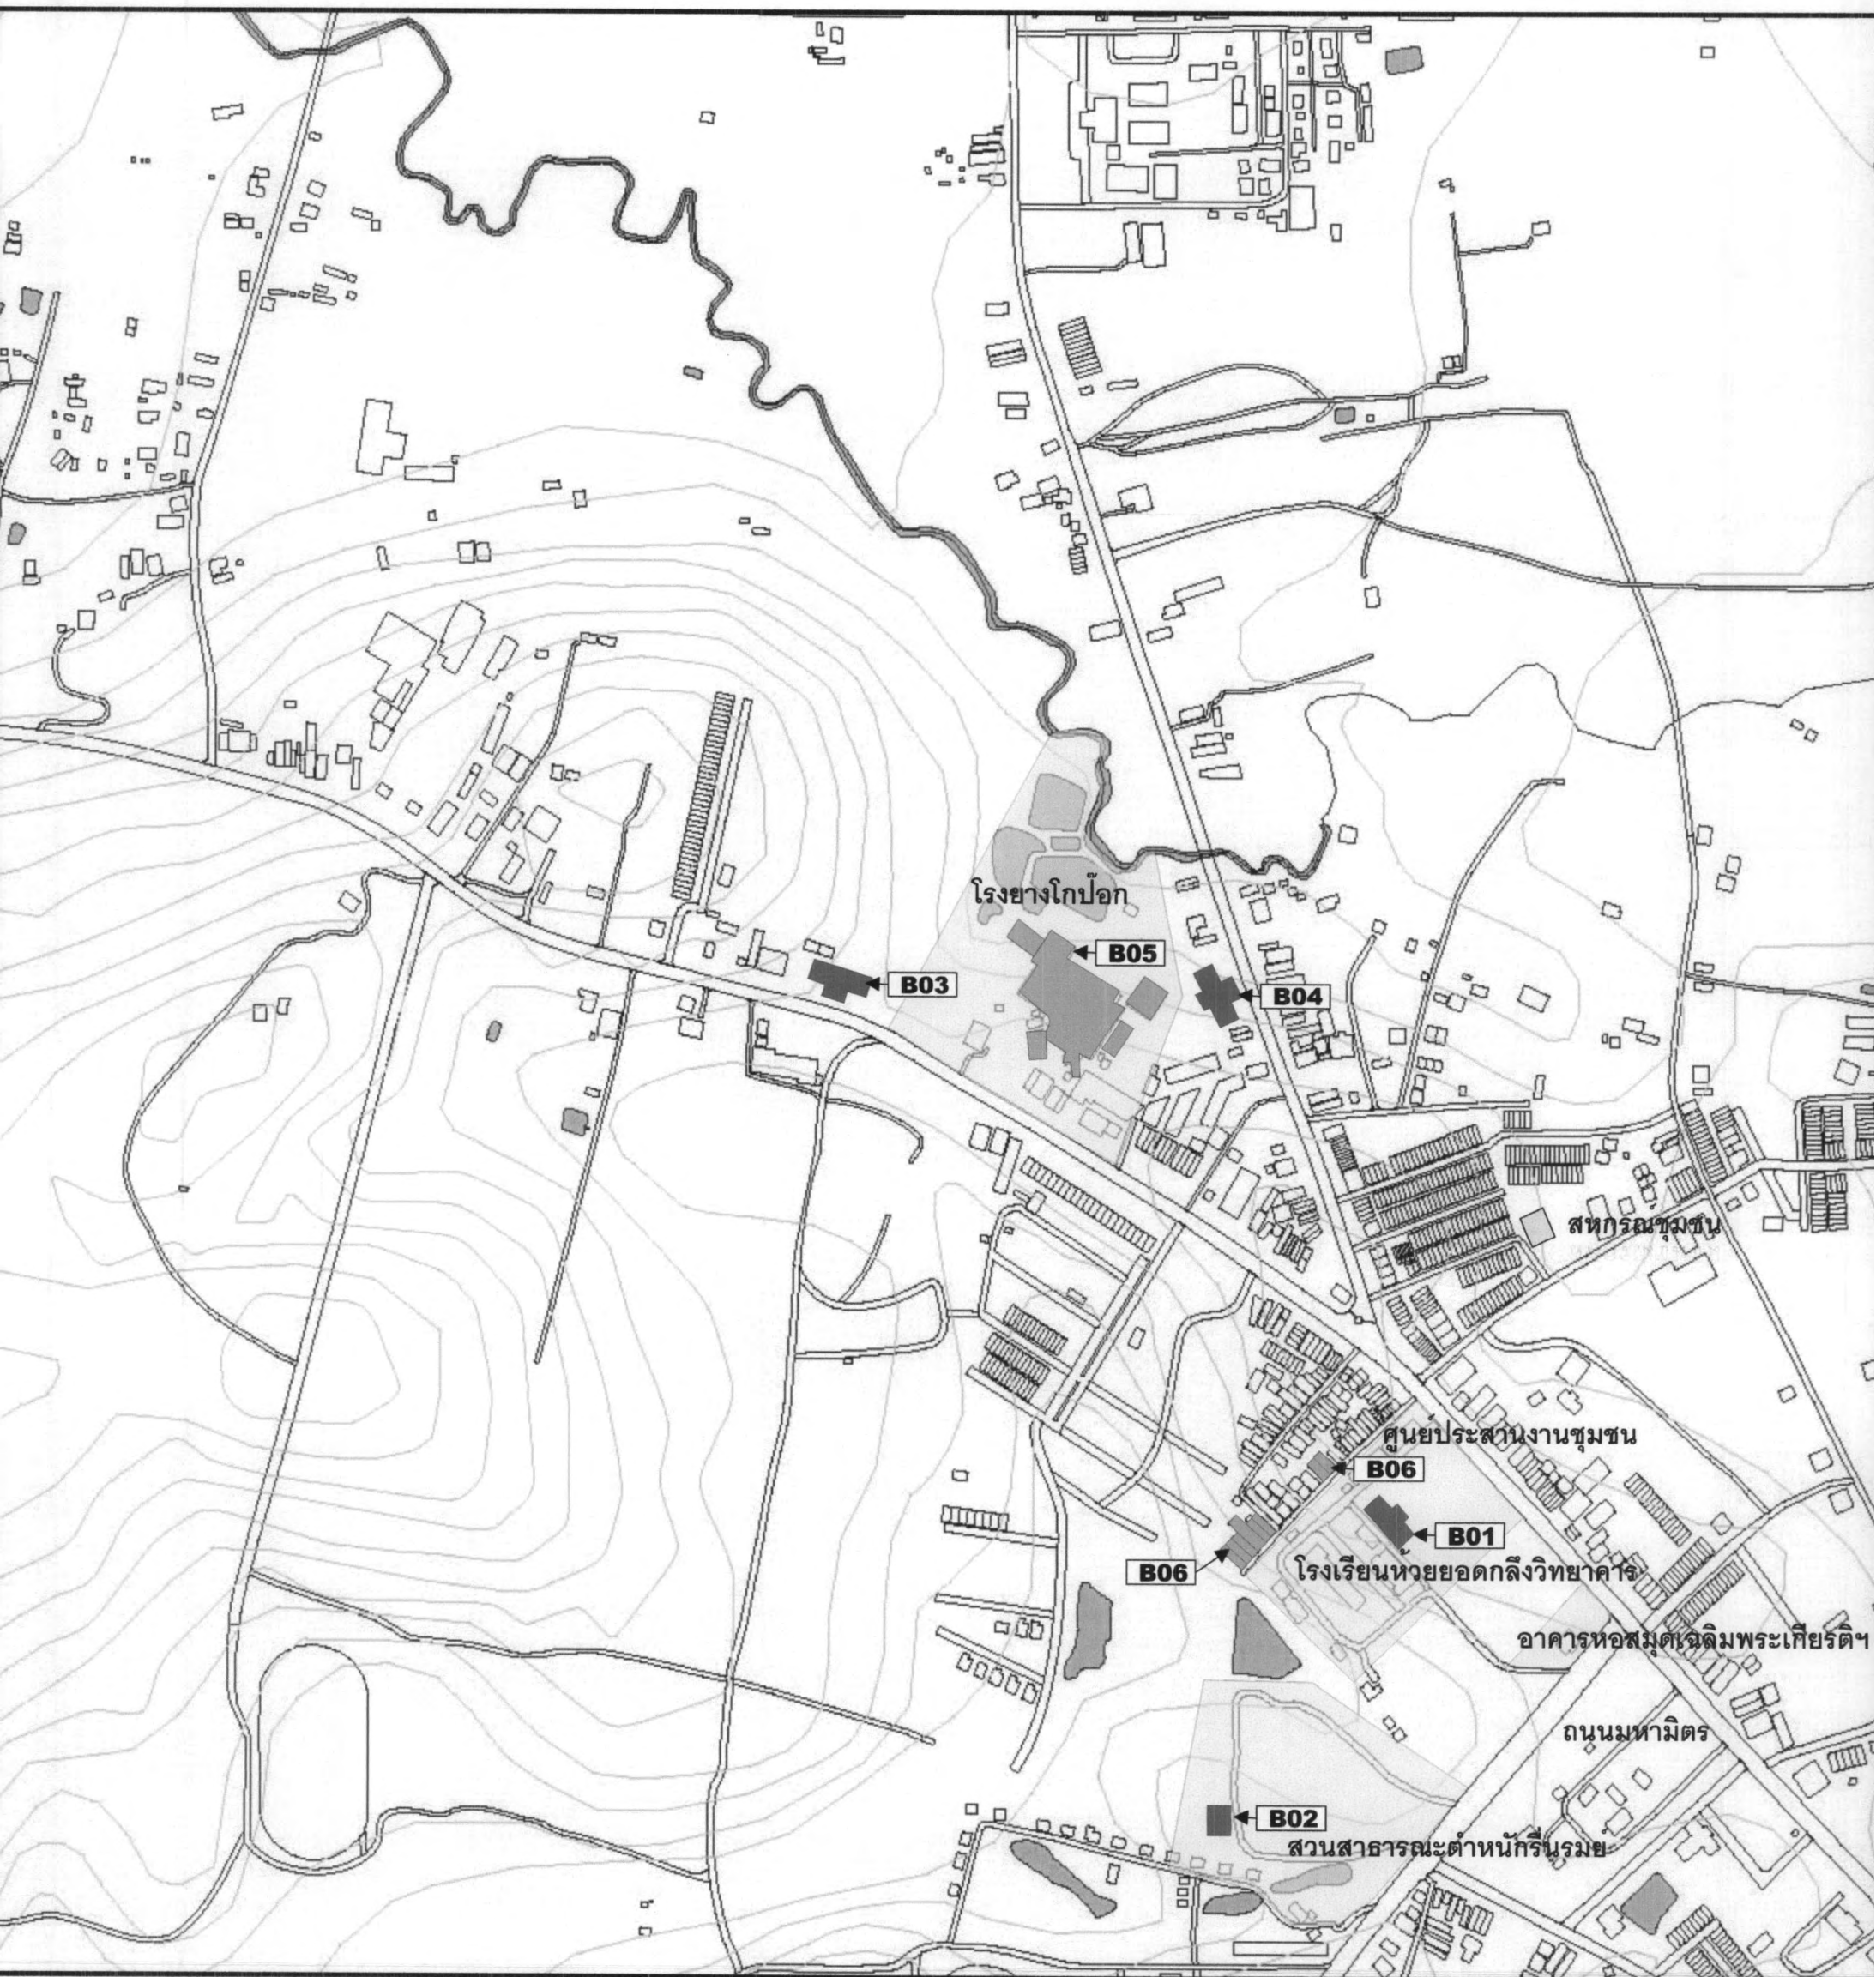 โรงยางโกป๊อก
B05
B03
B04
สหกรณ์ชุมชน
ศูนย์ประสานงานชุมชน
B06
B01
B06
โรงเรียนห้วยยอดกลึงวิทยาคาร
อาคารหอสมุดเฉลิมพระเกียรติฯ
ถนนมหามิตร
B02
สวนสาธารณะตำหนักรื่นรมย์